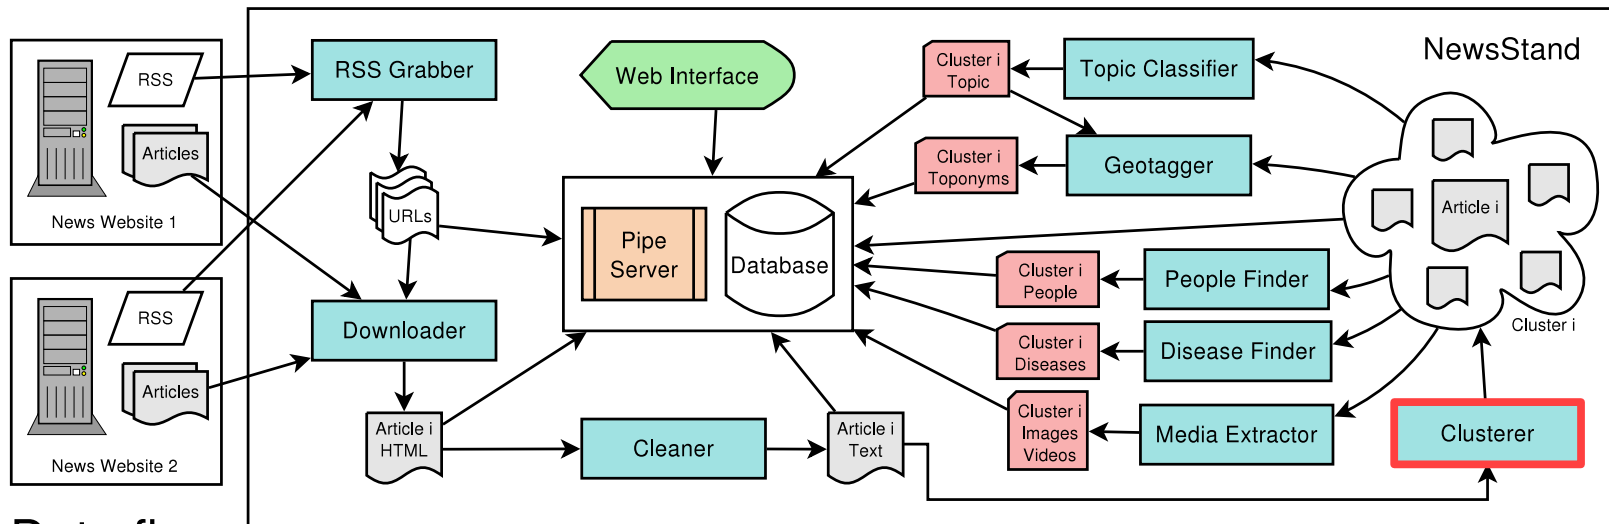 NewsStand
RSS
Articles
News Website 1
RSS
Articles
News Website 2
RSS Grabber
URLs
Downloader
Article i
HTML
Cleaner
Article i
Text
Web Interface
Pipe
Server
Database
Cluster i
Topic
Topic Classifier
Cluster i
Toponyms
Geotagger
Cluster i
People
People Finder
Cluster i
Diseases
Disease Finder
Cluster i
Images
Videos
Media Extractor
Article i
Cluster i
Clusterer